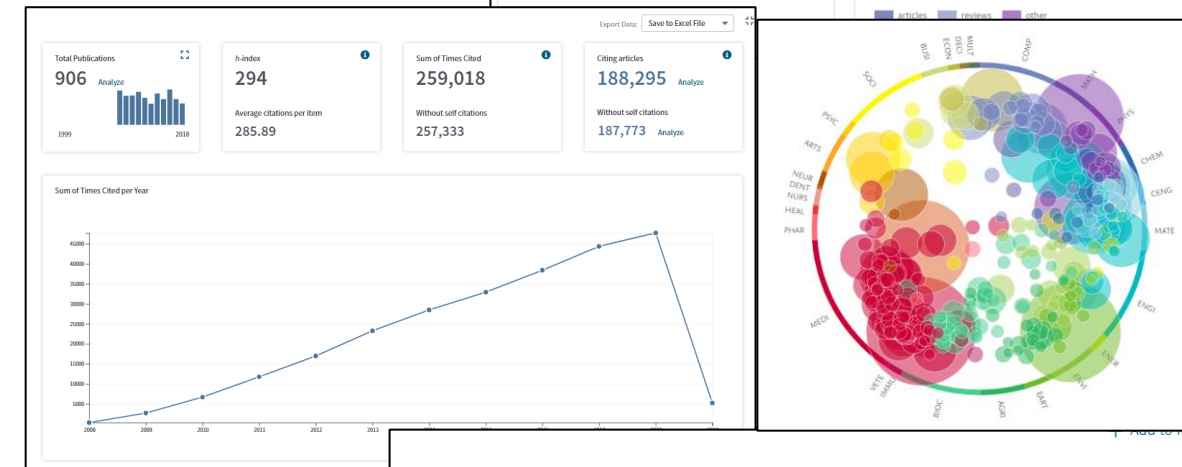 Export Data: Save to Excel File
articles reviews other
Total Publications
906 Analyze
1999 2018
h-index
294
Average citations per item
285.89
Sum of Times Cited
259,018
Without self citations
257,333
Citing articles
188,295 Analyze
Without self citations
187,773 Analyze
Sum of Times Cited per Year
45000
40000
35000
30000
25000
20000
15000
10000
5000
2008 2009 2010 2011 2012 2013
COMP
MATH
PHYS
CHEM
CENG
MATE
ENGI
ENER
ENVI
EART
AGRI
BIOC
IMMU
VETE
MEDI
PHAR
HEAL
NURS
DENT
NEUR
ARTS
PSYC
SOCI
BUSI
ECON
DECI
MULT